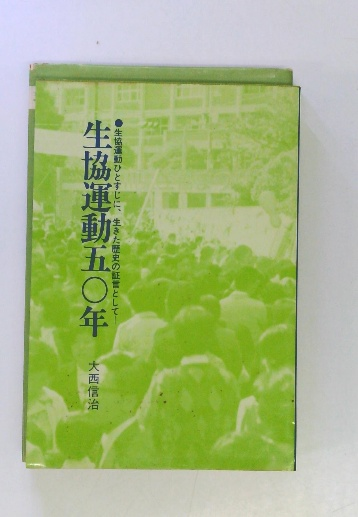 ●生協運動ひとすじに、生きた歴史の証言として—
生協運動五〇年
大西信治